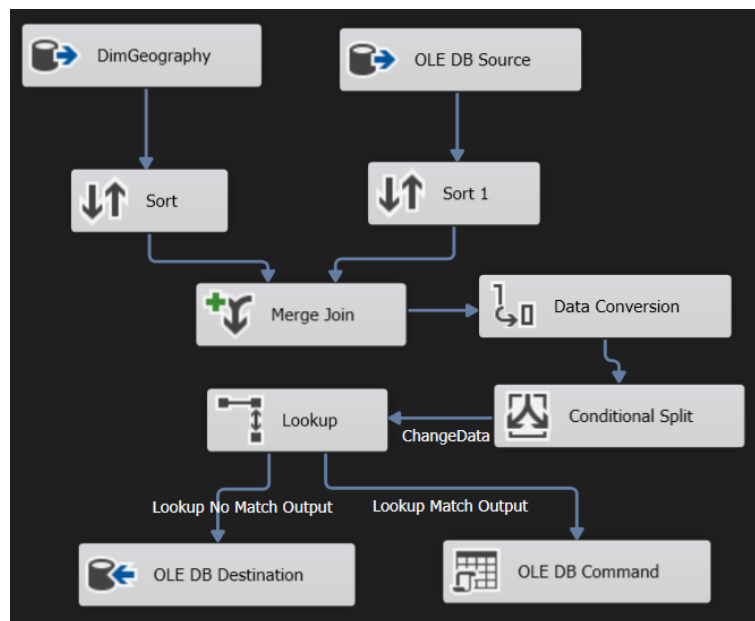 DimGeography
OLE DB Source
Sort
Sort 1
Merge Join
Data Conversion
Conditional Split
ChangeData
Lookup
Lookup No Match Output
Lookup Match Output
OLE DB Destination
OLE DB Command